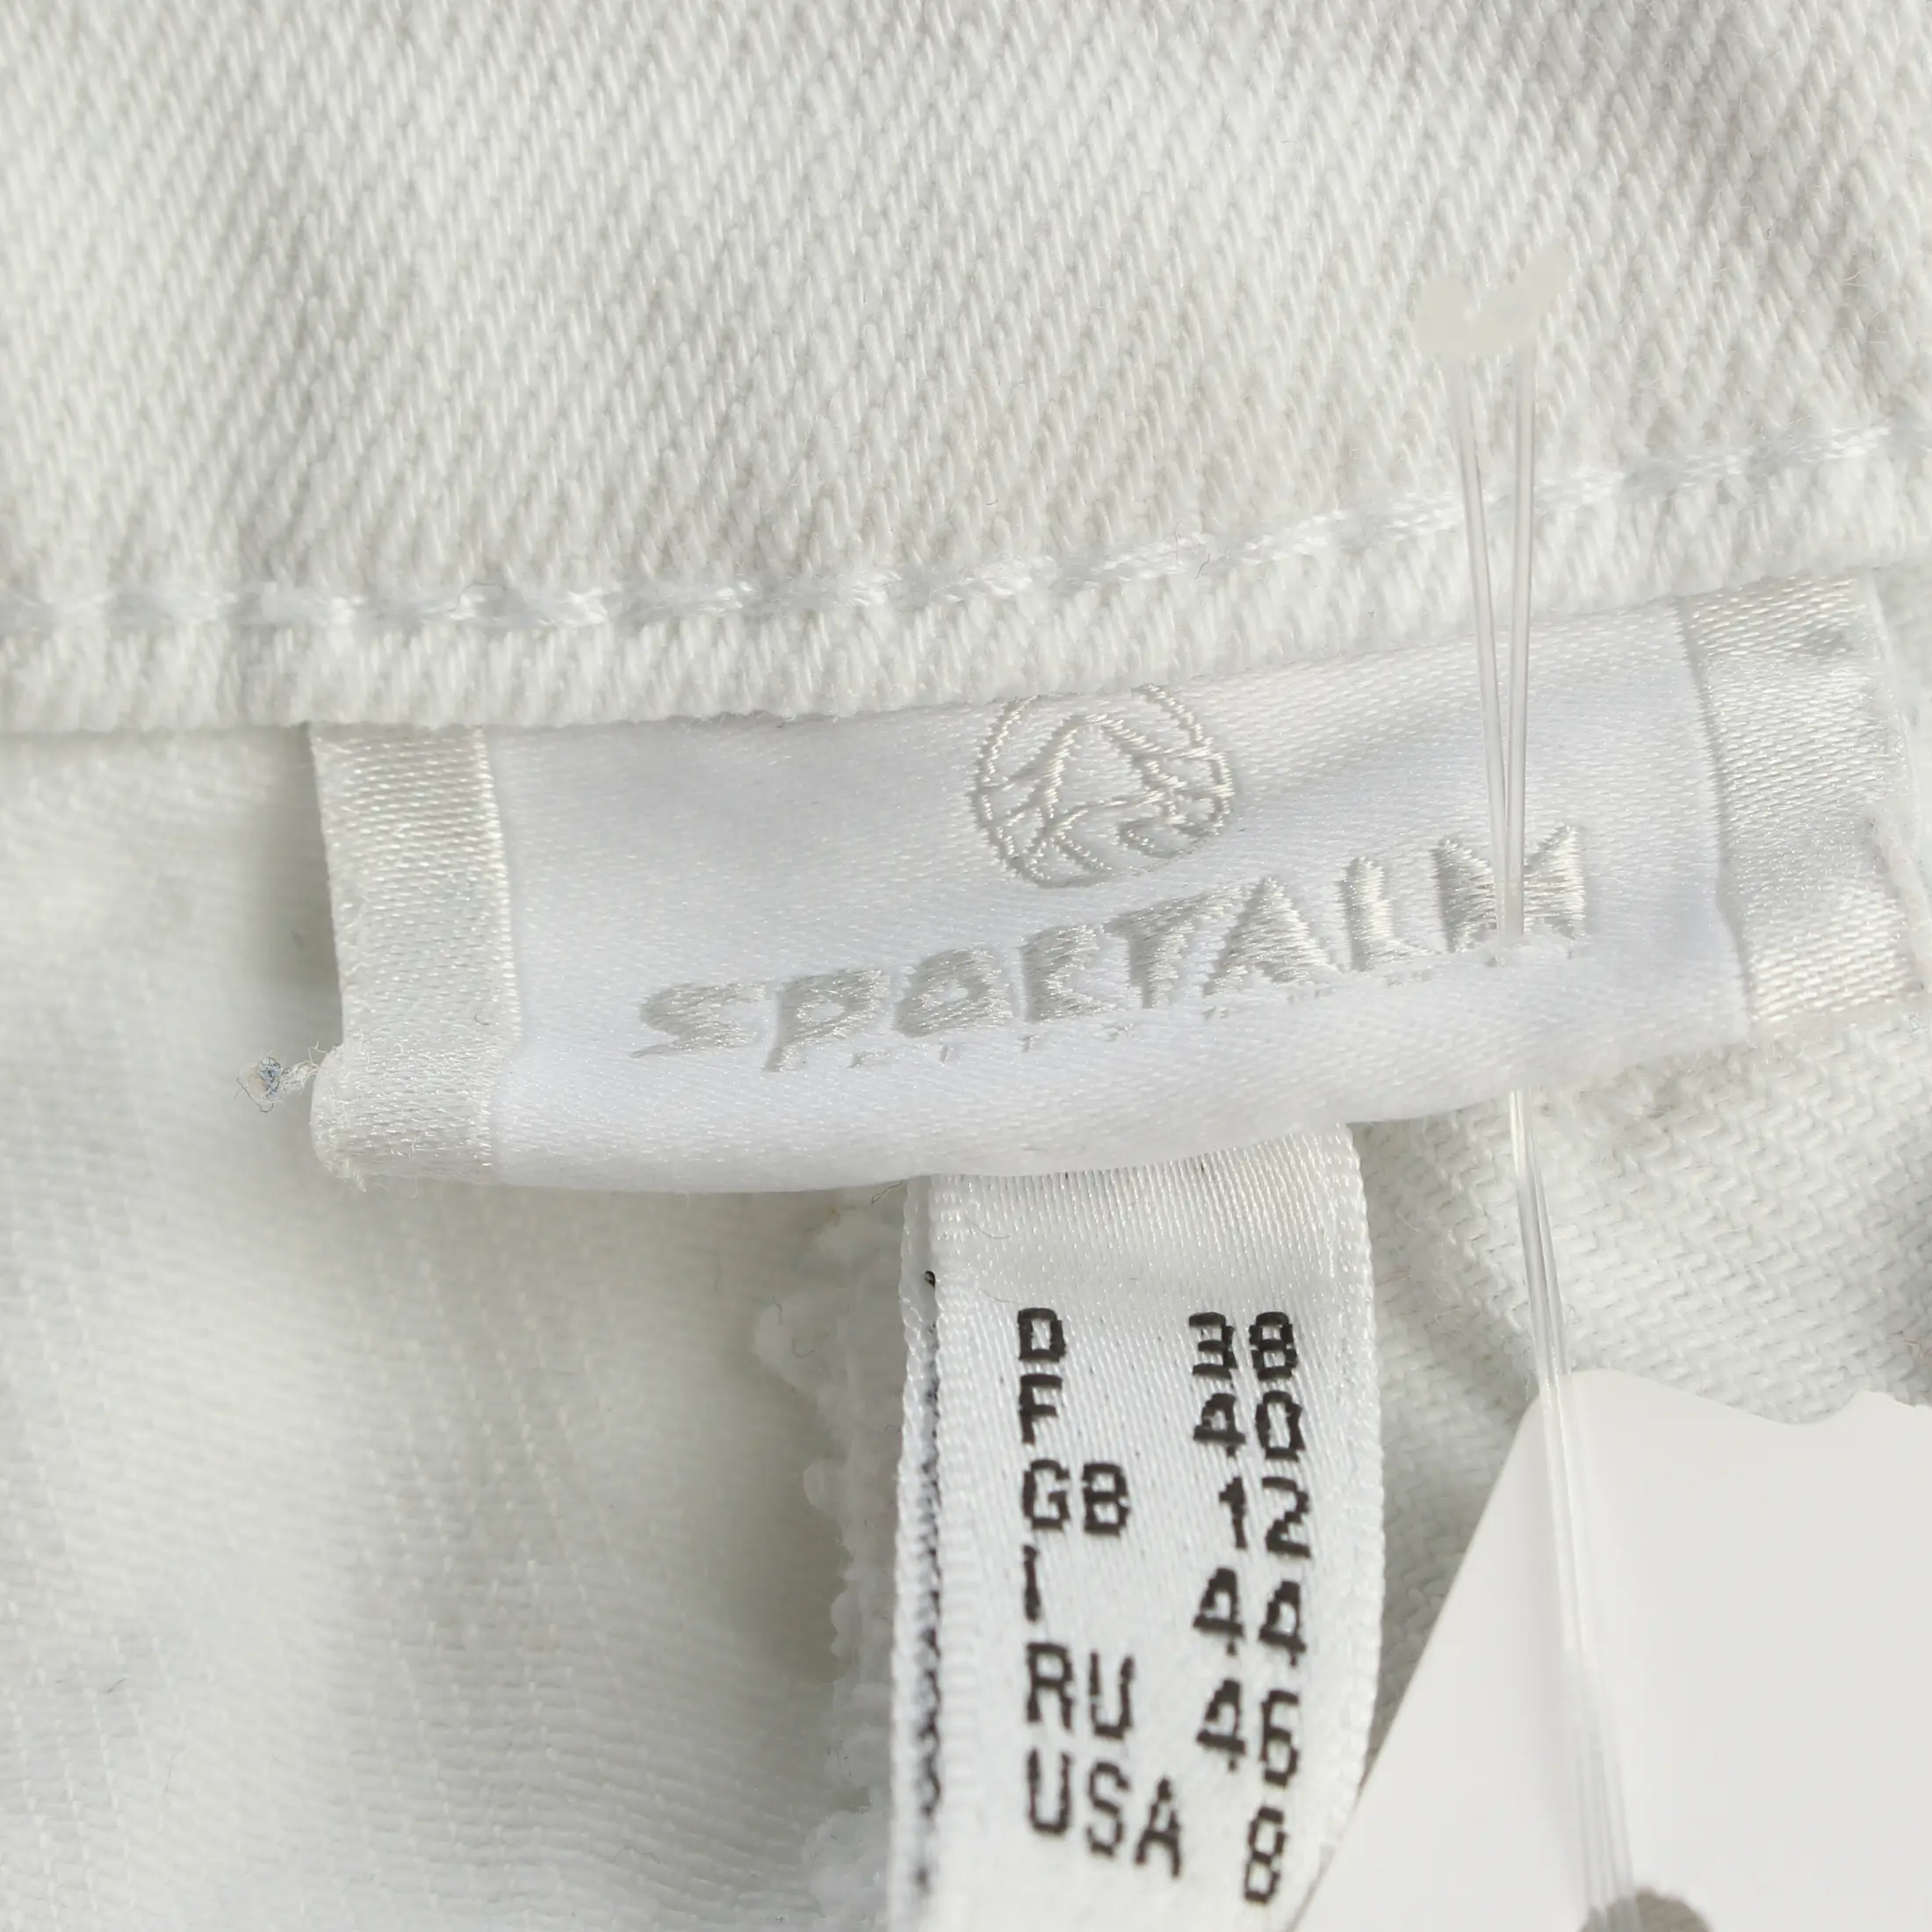 SPORTALM
D 38
F 40
GB 12
I 44
RU 46
USA 8